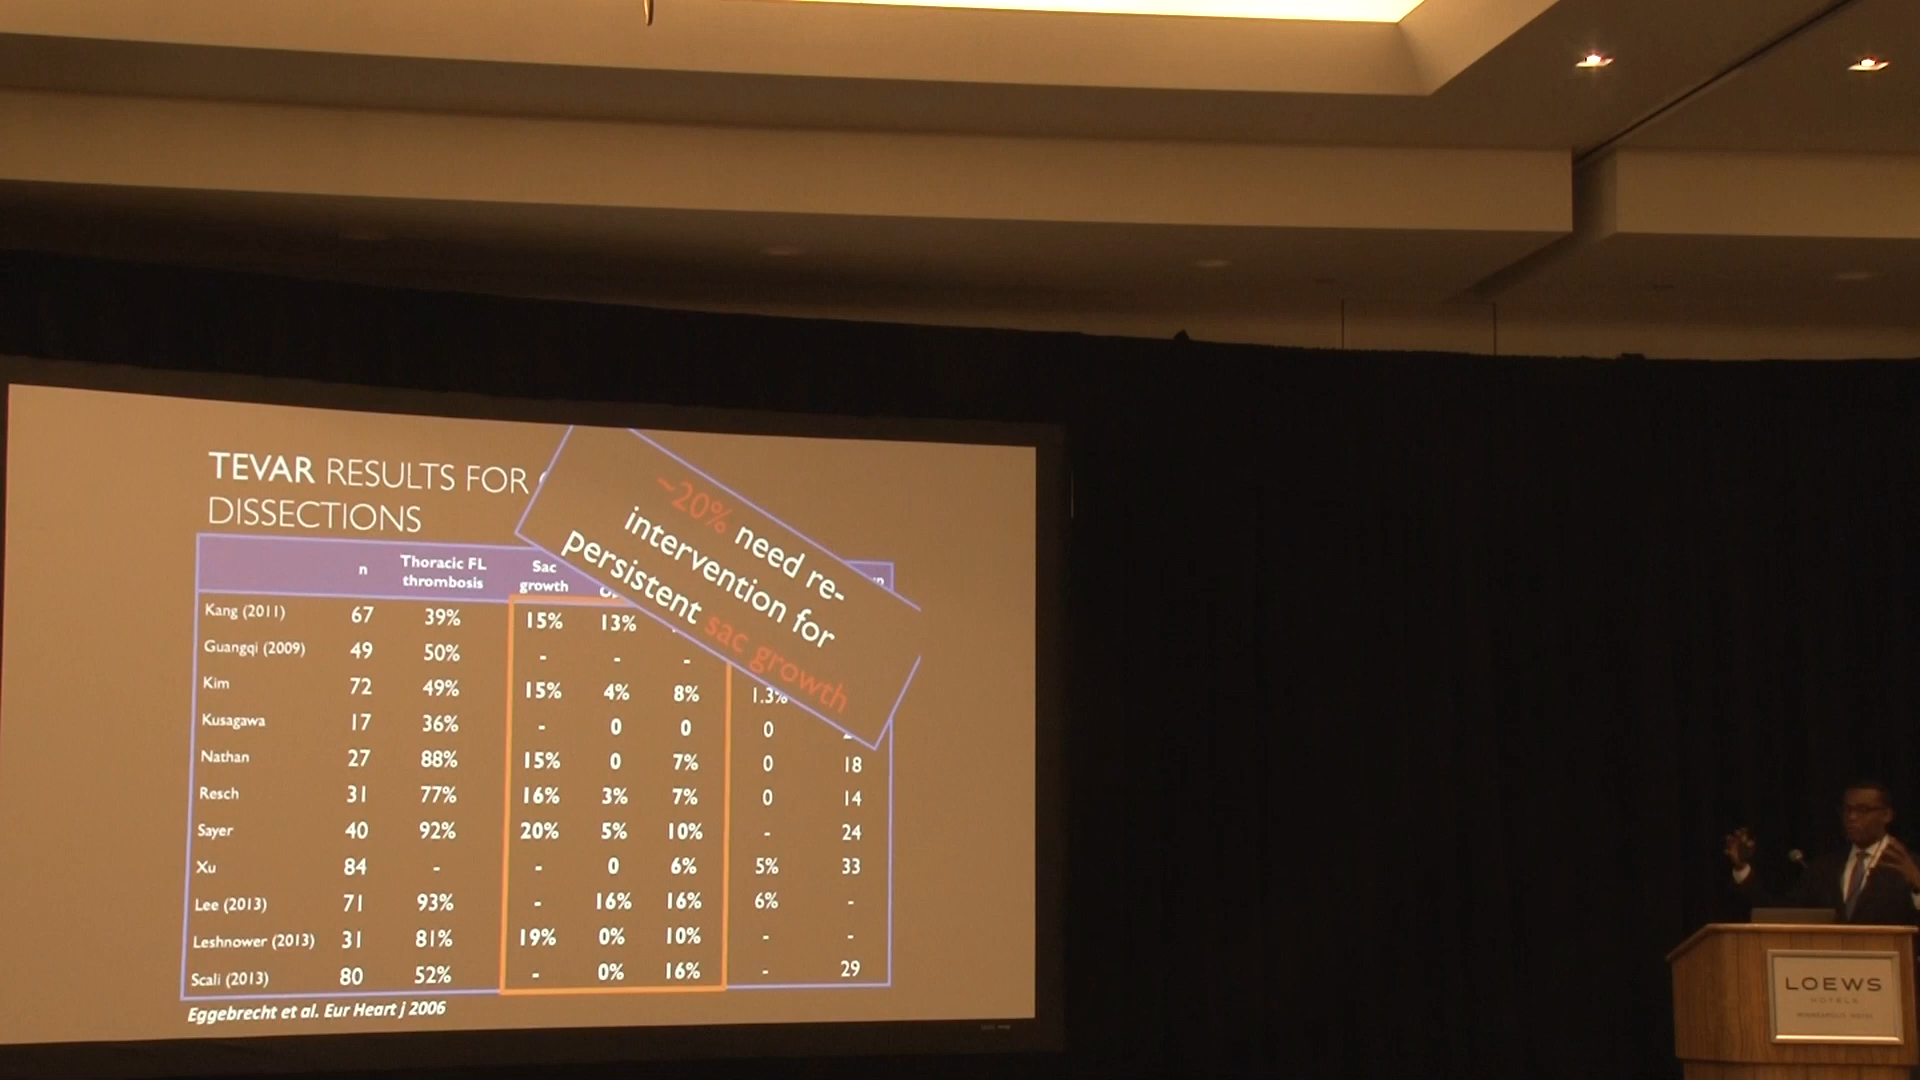 TEVAR RESULTS FOR
DISSECTIONS
~20% need re-
intervention for
persistent sac growth
n Thoracic FL thrombosis Sac growth
Kang (2011) 67 39% 15% 13%
Guangqi (2009) 49 50% - - -
Kim 72 49% 15% 4% 8% 1.3%
Kusagawa 17 36% - 0 0 0
Nathan 27 88% 15% 0 7% 0 18
Resch 31 77% 16% 3% 7% 0 14
Sayer 40 92% 20% 5% 10% - 24
Xu 84 - - 0 6% 5% 33
Lee (2013) 71 93% - 16% 16% 6% -
Leshnower (2013) 31 81% 19% 0% 10% - -
Scali (2013) 80 52% - 0% 16% - 29
Eggebrecht et al. Eur Heart j 2006
LOEWS
HOTELS
MINNEAPOLIS HOTEL